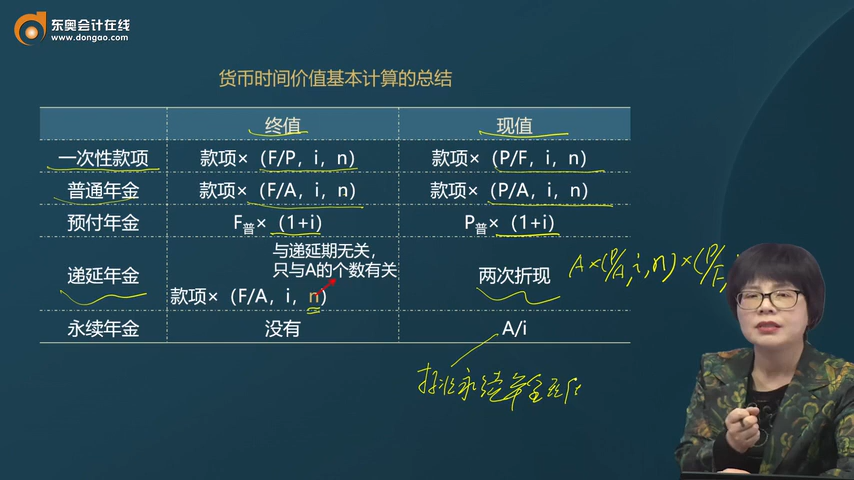 东奥会计在线
www.dongao.com
货币时间价值基本计算的总结
终值 现值
一次性款项 款项×（F/P，i，n） 款项×（P/F，i，n）
普通年金 款项×（F/A，i，n） 款项×（P/A，i，n）
预付年金 F普×（1+i） P普×（1+i）
与递延期无关，
只与A的个数有关
递延年金 款项×（F/A，i，n） 两次折现 A×(P/A,i,n)×(P/F,
永续年金 没有 A/i
永续年金